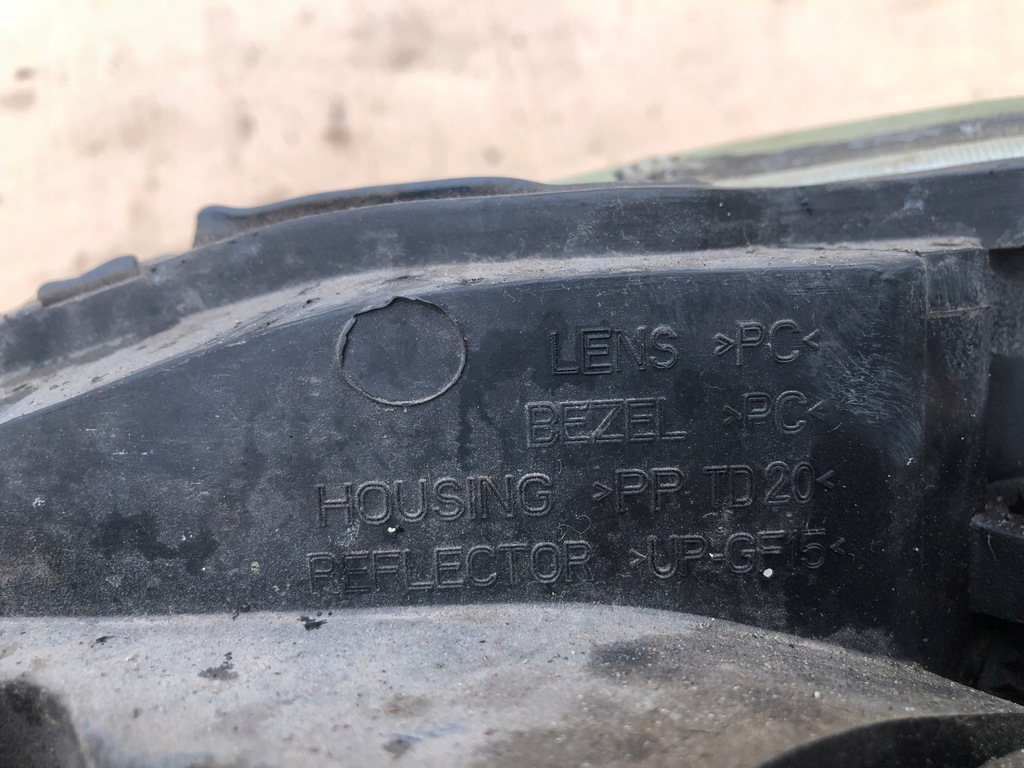 LENS >PC<
BEZEL >PC<
HOUSING >PP TD20<
REFLECTOR >UP-GF15<